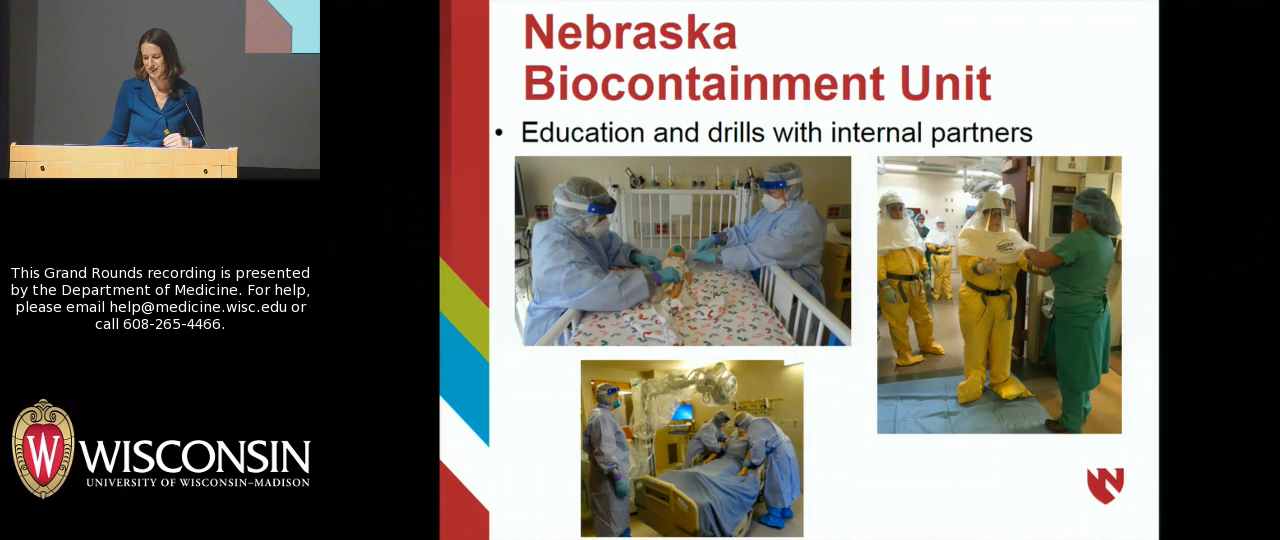 Nebraska
Biocontainment Unit
• Education and drills with internal partners
This Grand Rounds recording is presented
by the Department of Medicine. For help,
please email help@medicine.wisc.edu or
call 608-265-4466.
W
WISCONSIN
UNIVERSITY OF WISCONSIN–MADISON
N